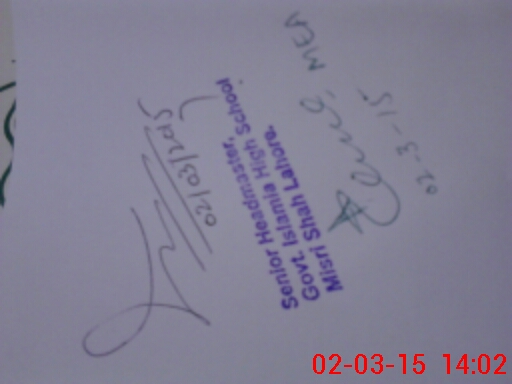 02/03/2015
Senior Headmaster,
Govt. Islamia High School
Misri Shah Lahore.
MEA
02-3-15
02-03-15 14:02